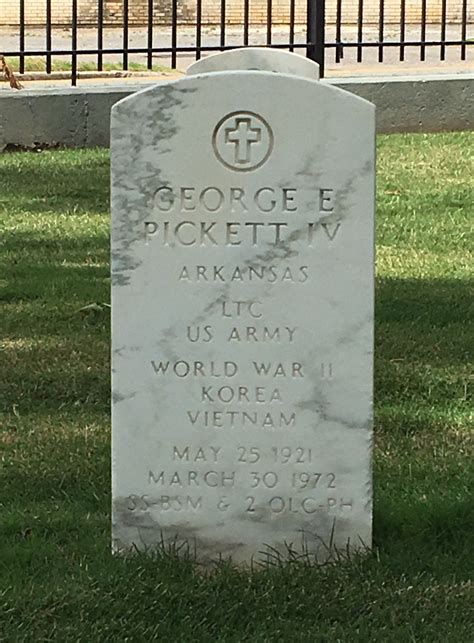 GEORGE E
PICKETT IV
ARKANSAS
LTC
US ARMY
WORLD WAR II
KOREA
VIETNAM
MAY 25 1921
MARCH 30 1972
SS-BSM & 2 OLC-PH